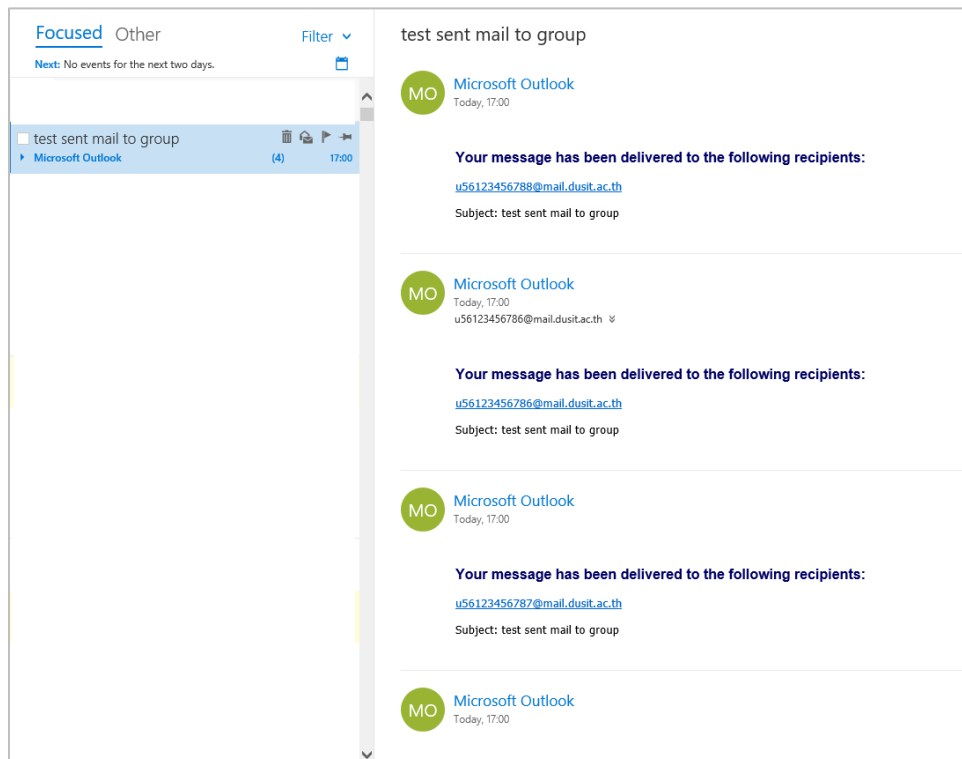 Focused Other Filter
Next: No events for the next two days.
test sent mail to group
Microsoft Outlook (4) 17:00
test sent mail to group
MO
Microsoft Outlook
Today, 17:00
Your message has been delivered to the following recipients:
u56123456788@mail.dusit.ac.th
Subject: test sent mail to group
MO
Microsoft Outlook
Today, 17:00
u56123456786@mail.dusit.ac.th
Your message has been delivered to the following recipients:
u56123456786@mail.dusit.ac.th
Subject: test sent mail to group
MO
Microsoft Outlook
Today, 17:00
Your message has been delivered to the following recipients:
u56123456787@mail.dusit.ac.th
Subject: test sent mail to group
MO
Microsoft Outlook
Today, 17:00